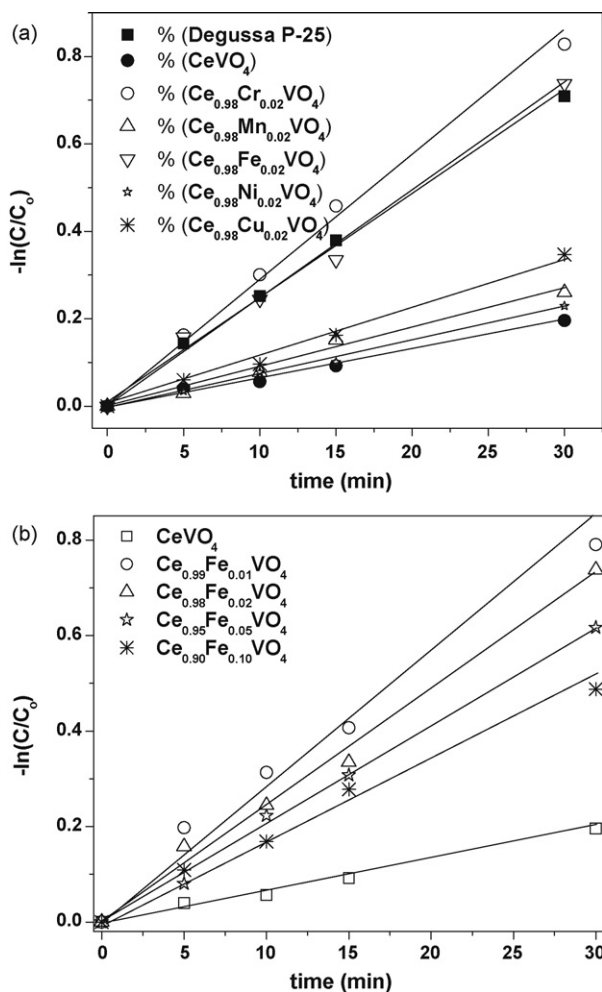 (a)
% (Degussa P-25)
% (CeVO4)
% (Ce0.98Cr0.02VO4)
% (Ce0.98Mn0.02VO4)
% (Ce0.98Fe0.02VO4)
% (Ce0.98Ni0.02VO4)
% (Ce0.98Cu0.02VO4)
-ln(C/Co)
0.8
0.6
0.4
0.2
0.0
0 5 10 15 20 25 30
time (min)
(b)
CeVO4
Ce0.99Fe0.01VO4
Ce0.98Fe0.02VO4
Ce0.95Fe0.05VO4
Ce0.90Fe0.10VO4
-ln(C/Co)
0.8
0.6
0.4
0.2
0.0
0 5 10 15 20 25 30
time (min)